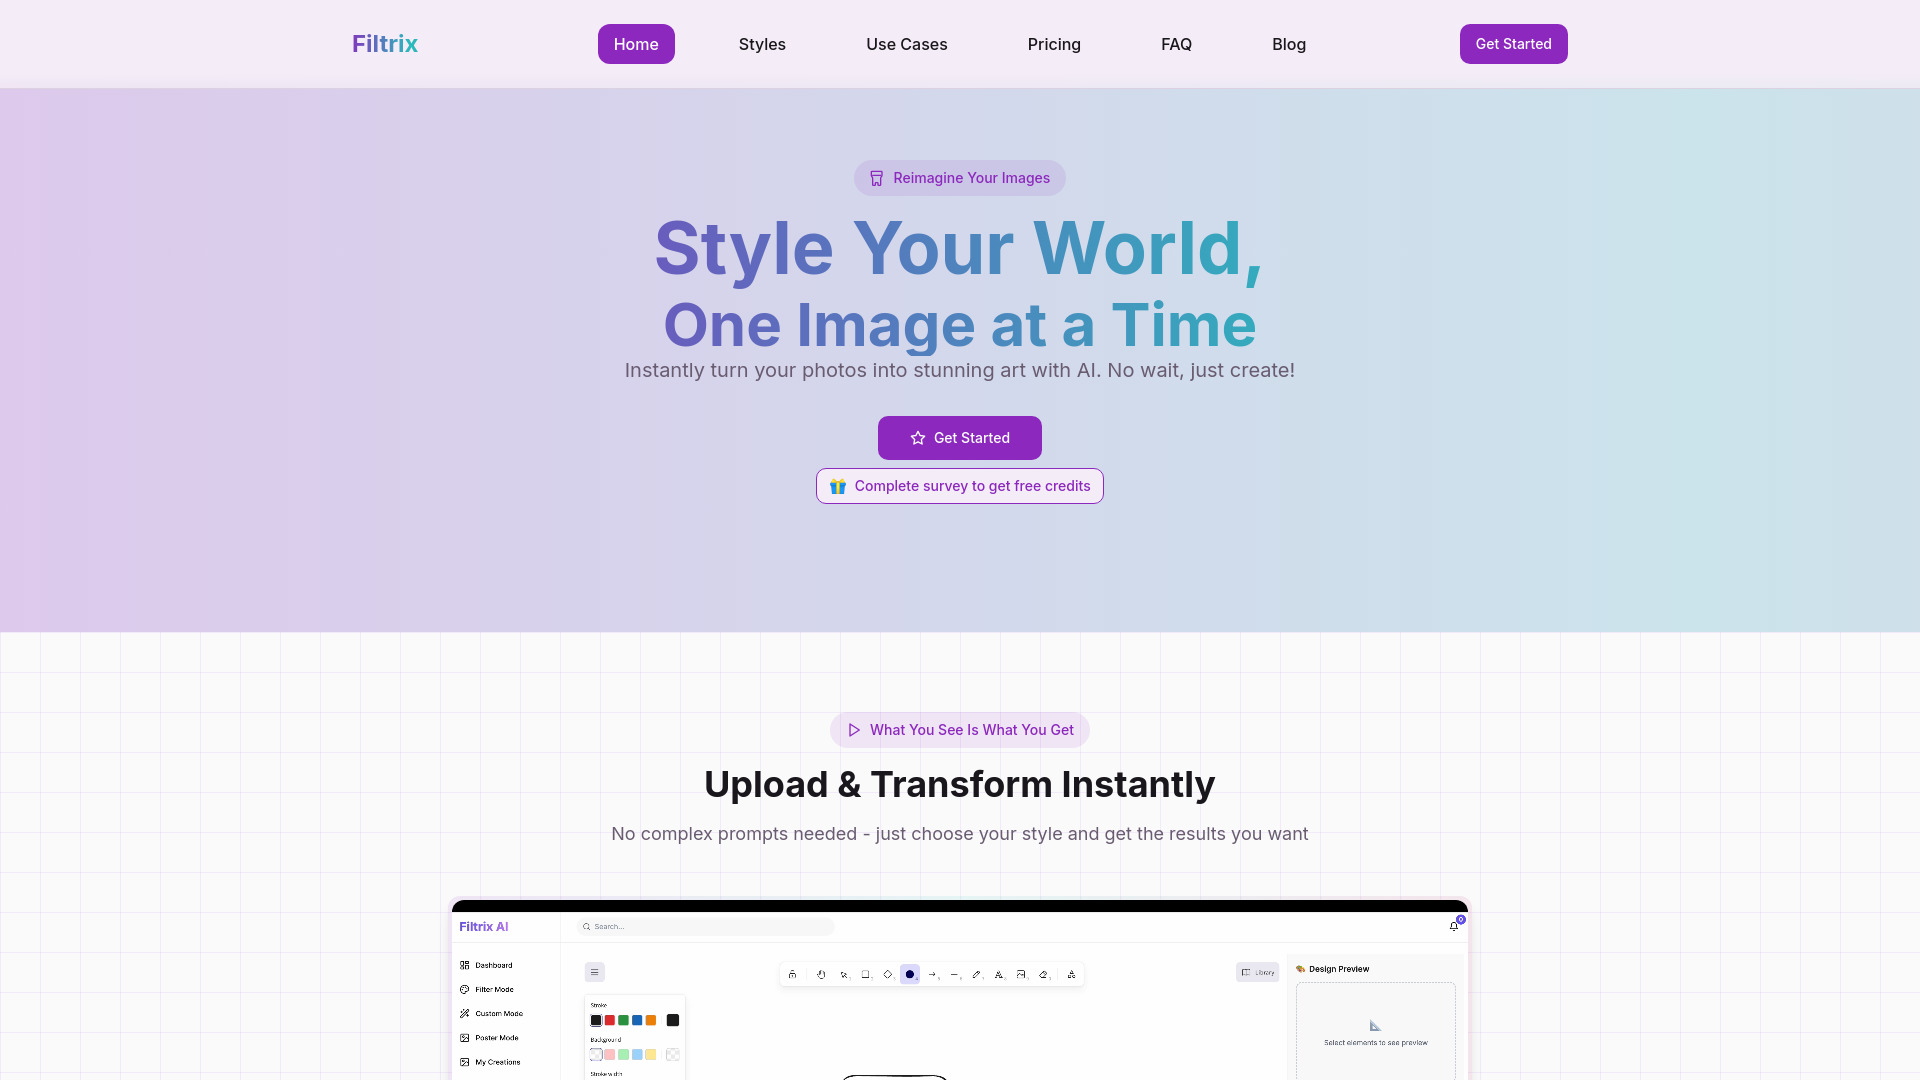 Filtrix
Home
Styles
Use Cases
Pricing
FAQ
Blog
Get Started
Reimagine Your Images
Style Your World,
One Image at a Time
Instantly turn your photos into stunning art with AI. No wait, just create!
Get Started
Complete survey to get free credits
What You See Is What You Get
Upload & Transform Instantly
No complex prompts needed - just choose your style and get the results you want
Filtrix AI
Search...
0
Dashboard
Filter Mode
Custom Mode
Poster Mode
My Creations
Stroke
Background
Stroke width
Library
Design Preview
Select elements to see preview